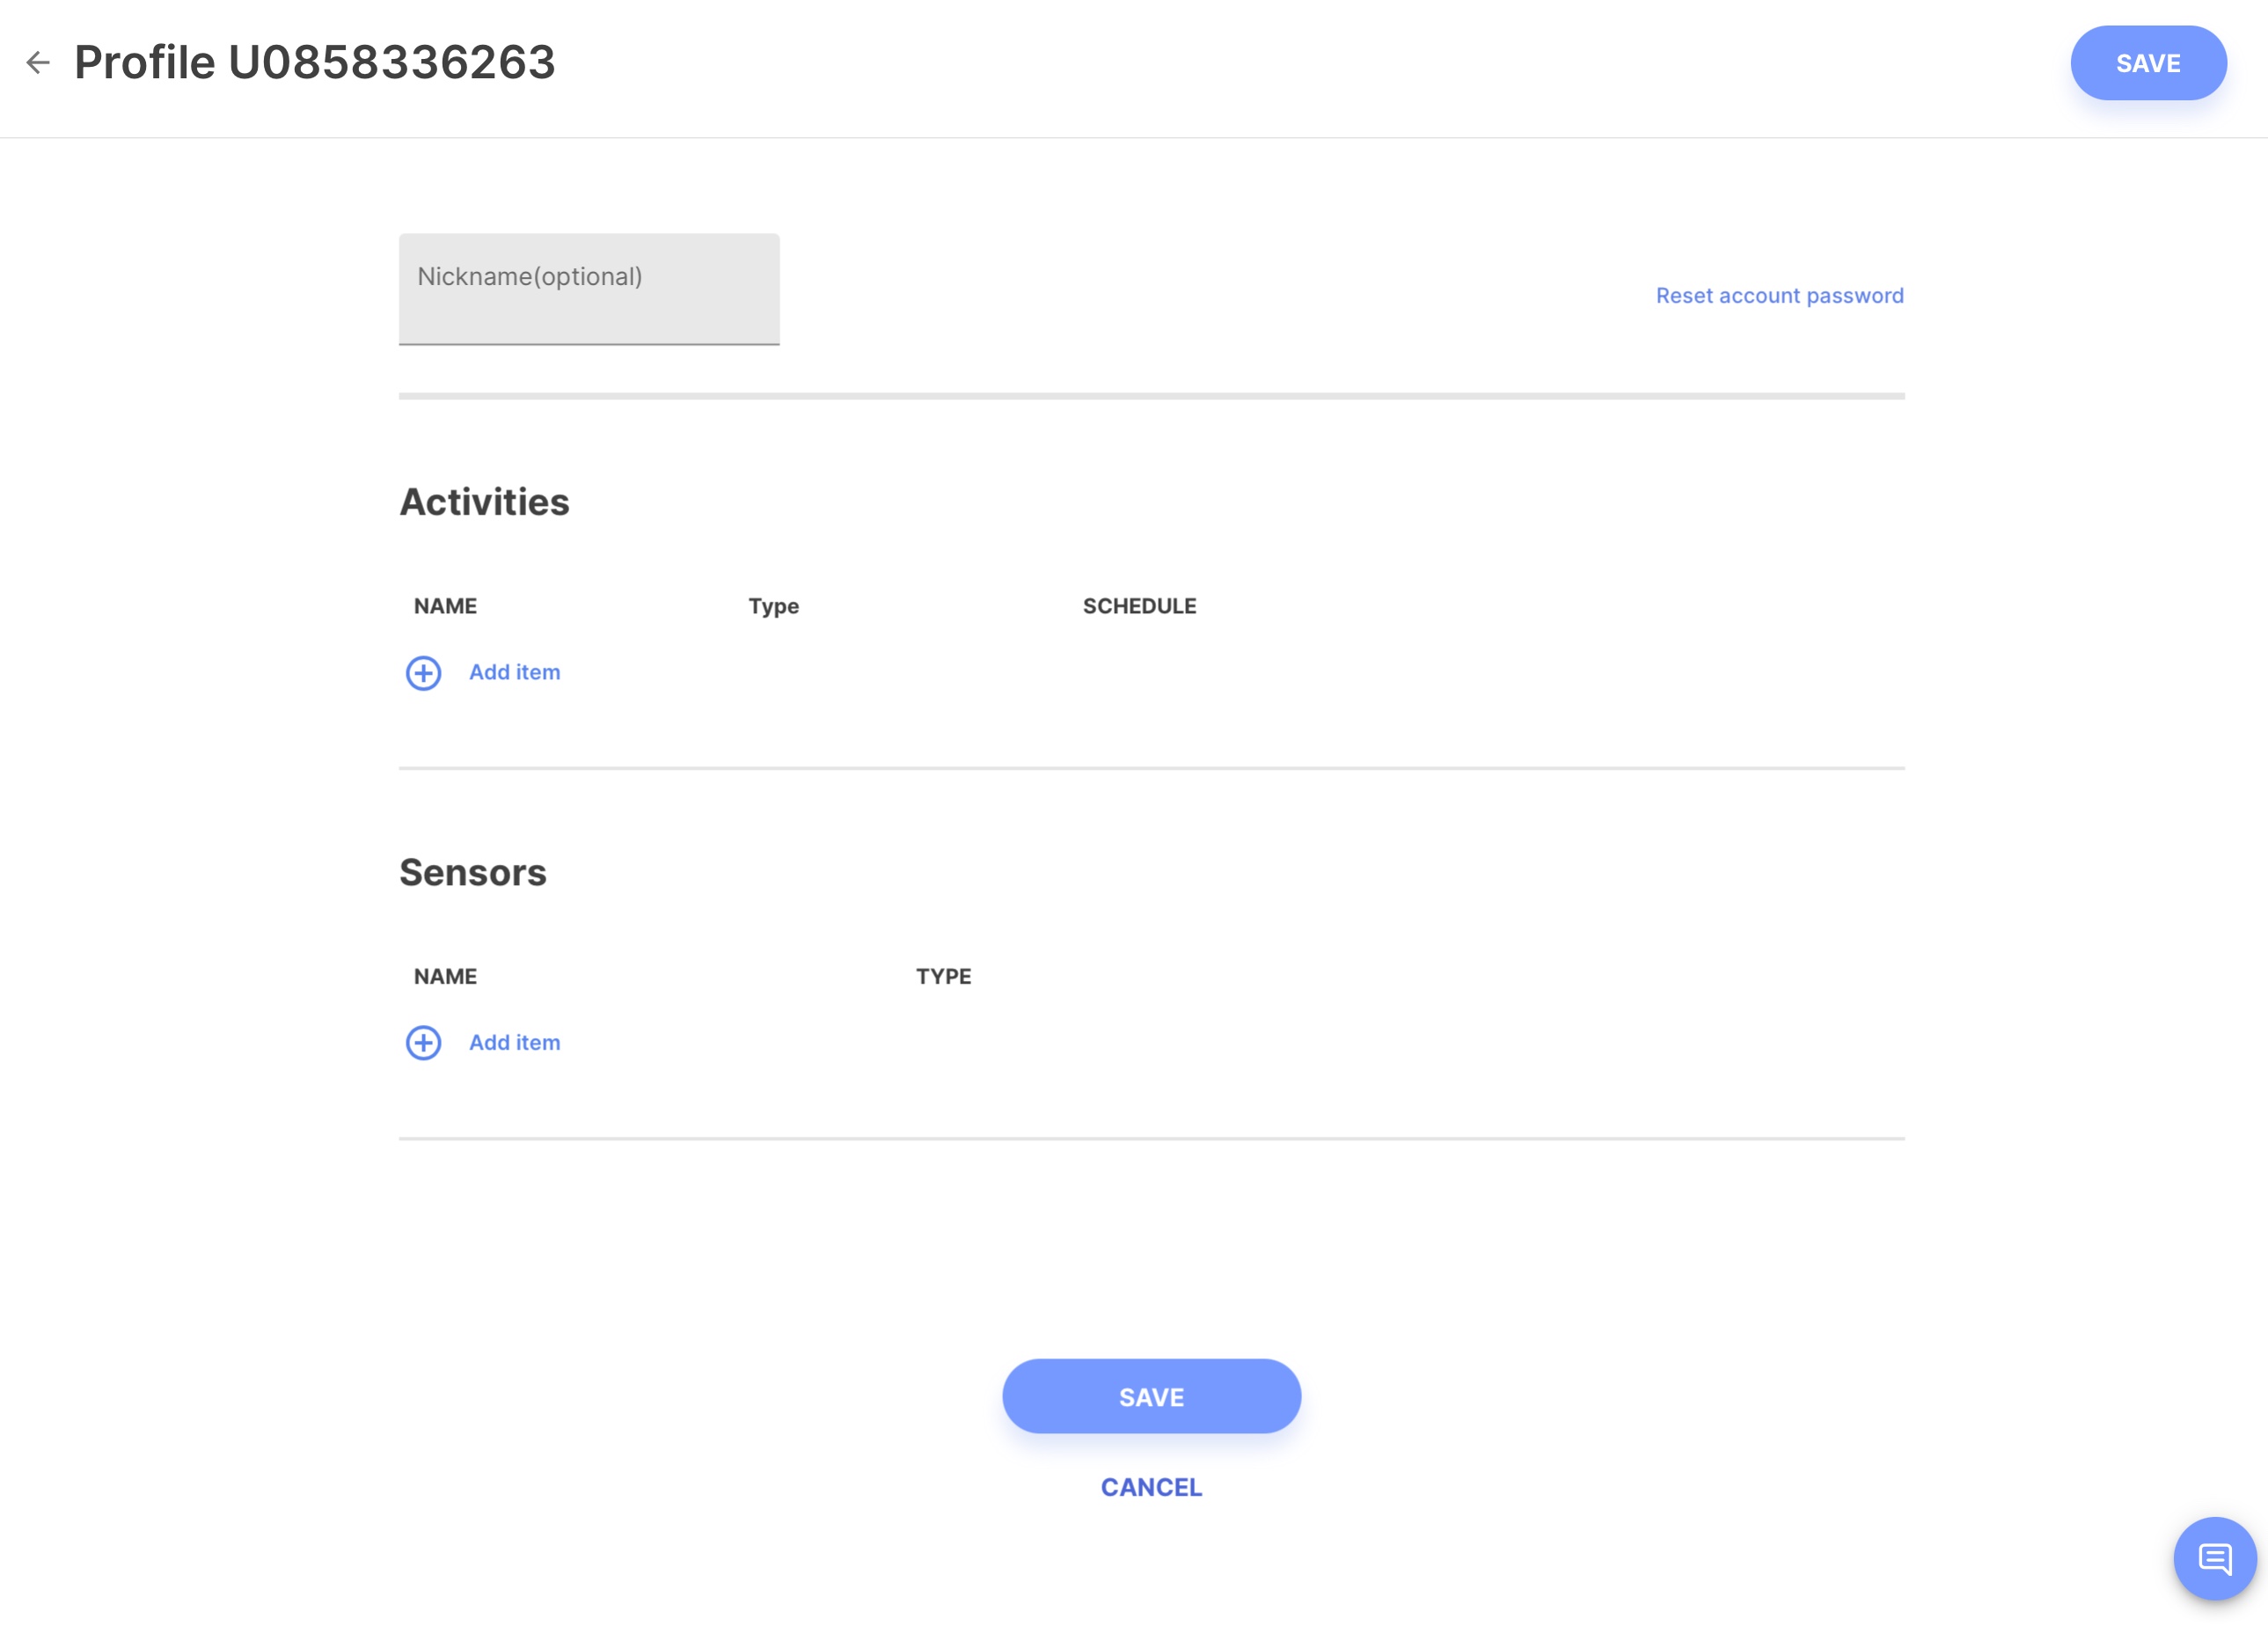 Profile U0858336263
SAVE
Nickname(optional)
Reset account password
Activities
NAME Type SCHEDULE
Add item
Sensors
NAME TYPE
Add item
SAVE
CANCEL